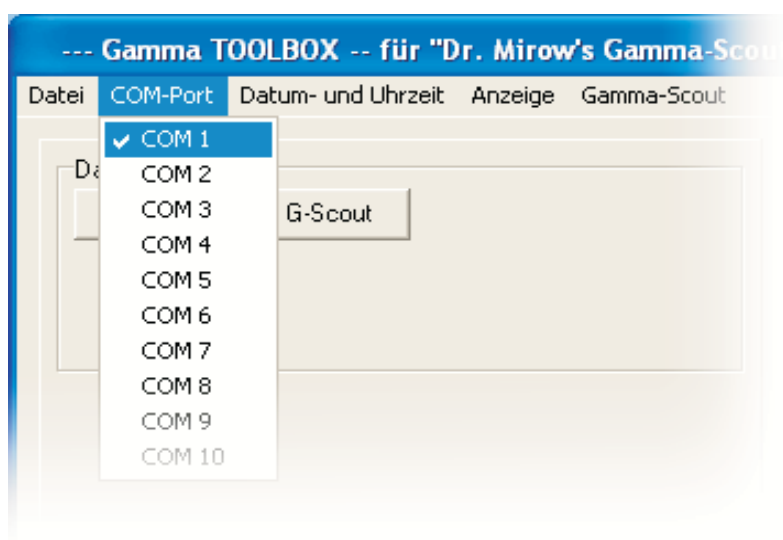 --- Gamma TOOLBOX -- für "Dr. Mirow's Gamma-Scou
Datei COM-Port Datum- und Uhrzeit Anzeige Gamma-Scout
COM 1
Da
COM 2
COM 3
G-Scout
COM 4
COM 5
COM 6
COM 7
COM 8
COM 9
COM 10